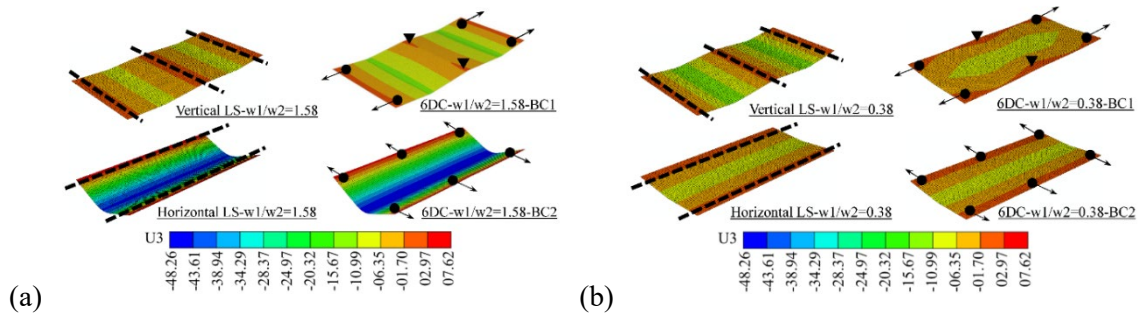 Vertical LS-w1/w2=1.58
6DC-w1/w2=1.58-BC1
Horizontal LS-w1/w2=1.58
6DC-w1/w2=1.58-BC2
U3
-48.26
-43.61
-38.94
-34.29
-28.37
-24.97
-20.32
-15.67
-10.99
-06.35
-01.70
02.97
07.62
(a)
Vertical LS-w1/w2=0.38
6DC-w1/w2=0.38-BC1
Horizontal LS-w1/w2=0.38
6DC-w1/w2=0.38-BC2
U3
-48.26
-43.61
-38.94
-34.29
-28.37
-24.97
-20.32
-15.67
-10.99
-06.35
-01.70
02.97
07.62
(b)